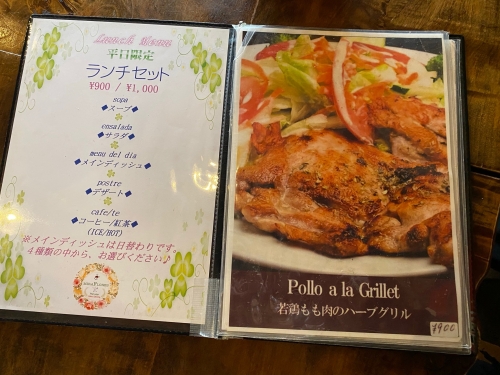 Lunch Menu
平日限定
ランチセット
¥900 / ¥1,000
sopa
◆スープ◆
ensalada
◆サラダ◆
menu del dia
◆メインディッシュ◆
postre
◆デザート◆
cafe/te
◆コーヒー/紅茶◆
(ICE/HOT)
※メインディッシュは日替わりです。
4種類の中から、お選びください♪
Pollo a la Grillet
若鶏もも肉のハーブグリル
¥900